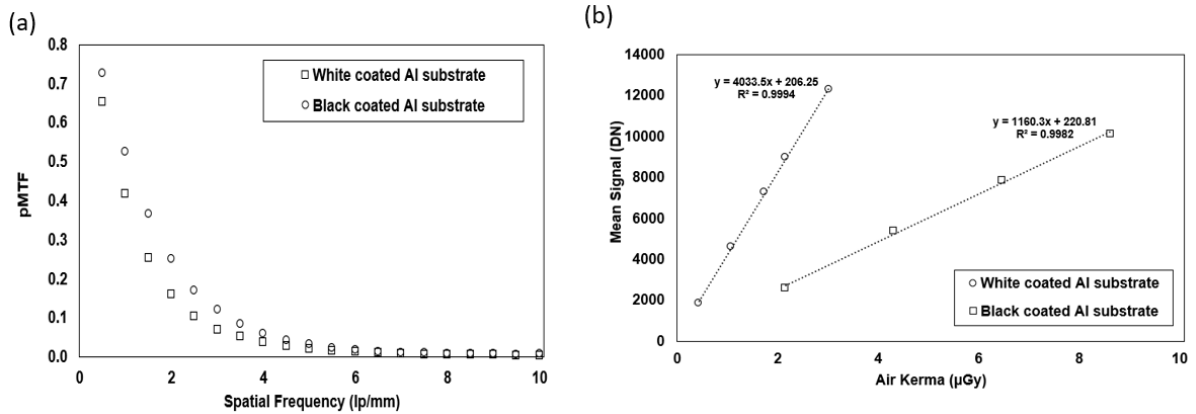 (a)
0.8
0.7
0.6
0.5
0.4
0.3
0.2
0.1
0.0
pMTF
White coated Al substrate
Black coated Al substrate
0 2 4 6 8 10
Spatial Frequency (lp/mm)
(b)
14000
12000
10000
8000
6000
4000
2000
0
Mean Signal (DN)
y = 4033.5x + 206.25
R² = 0.9994
y = 1160.3x + 220.81
R² = 0.9982
White coated Al substrate
Black coated Al substrate
0 2 4 6 8 10
Air Kerma (µGy)